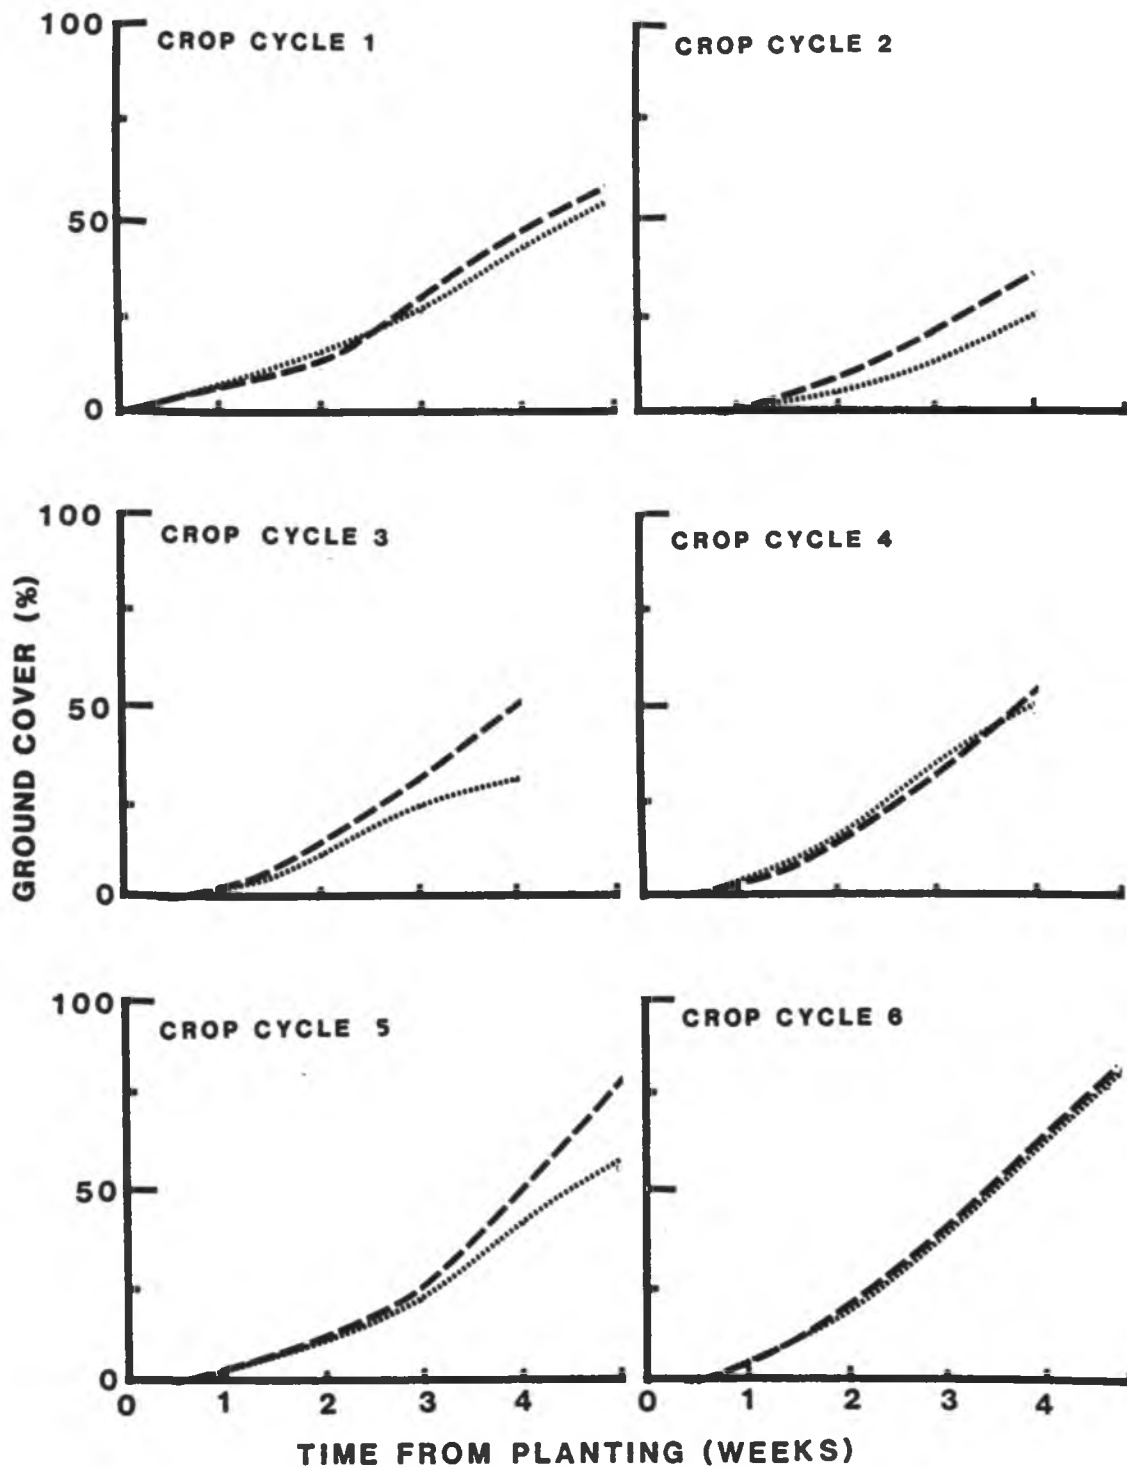 100
CROP CYCLE 1
50
0
CROP CYCLE 2
100
CROP CYCLE 3
50
0
CROP CYCLE 4
GROUND COVER (%)
100
CROP CYCLE 5
50
0
0 1 2 3 4
CROP CYCLE 6
0 1 2 3 4
TIME FROM PLANTING (WEEKS)